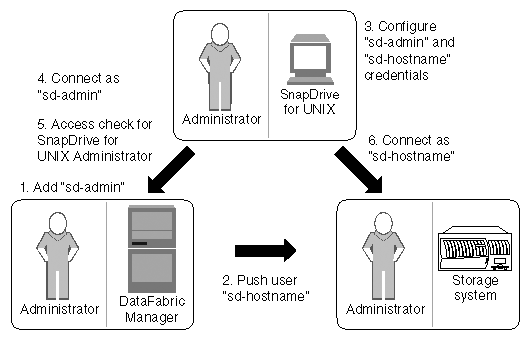 3. Configure
"sd-admin" and
"sd-hostname"
credentials
4. Connect as
"sd-admin"
SnapDrive
for UNIX
Administrator
5. Access check for
SnapDrive for
UNIX Administrator
6. Connect as
"sd-hostname"
1. Add "sd-admin"
2. Push user
"sd-hostname"
Administrator
DataFabric
Manager
Administrator
Storage
system